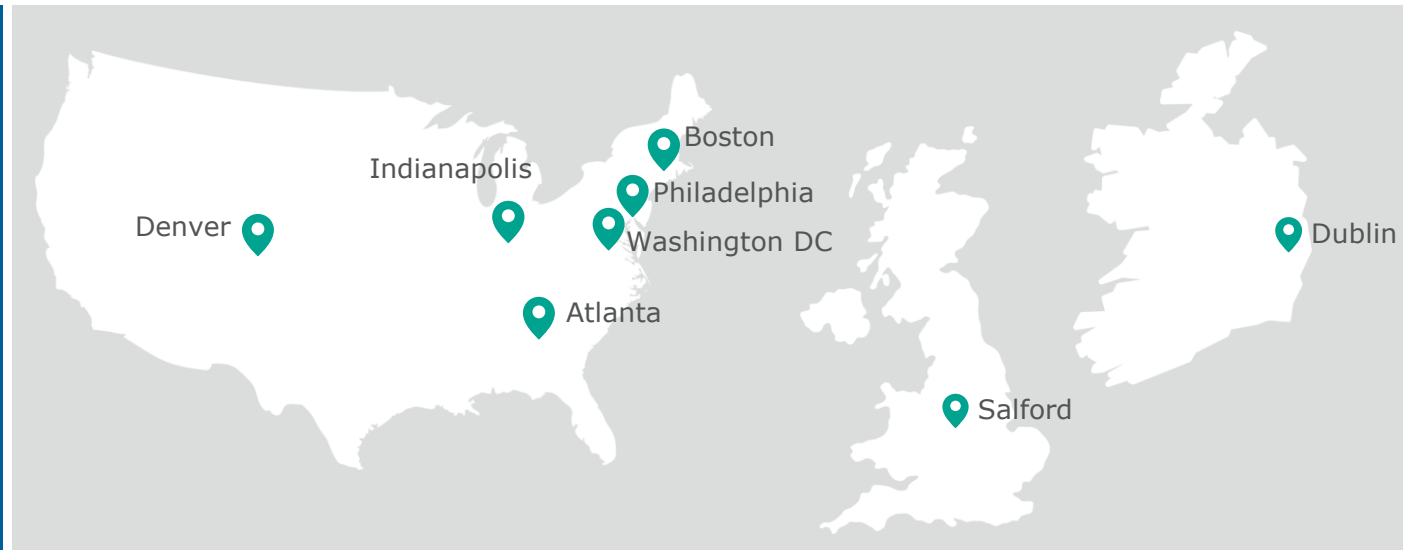 Boston
Indianapolis
Philadelphia
Denver
Washington DC
Dublin
Atlanta
Salford